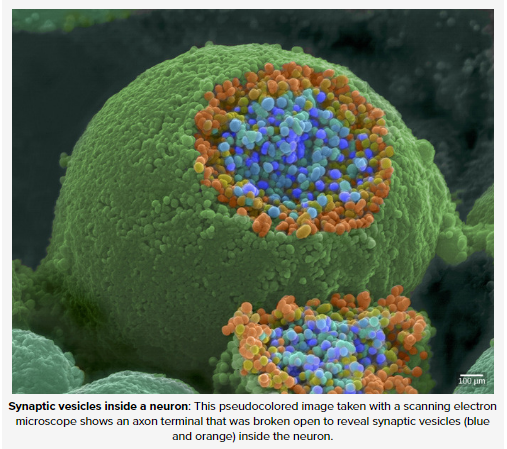 100 μm
Synaptic vesicles inside a neuron: This pseudocolored image taken with a scanning electron
microscope shows an axon terminal that was broken open to reveal synaptic vesicles (blue
and orange) inside the neuron.